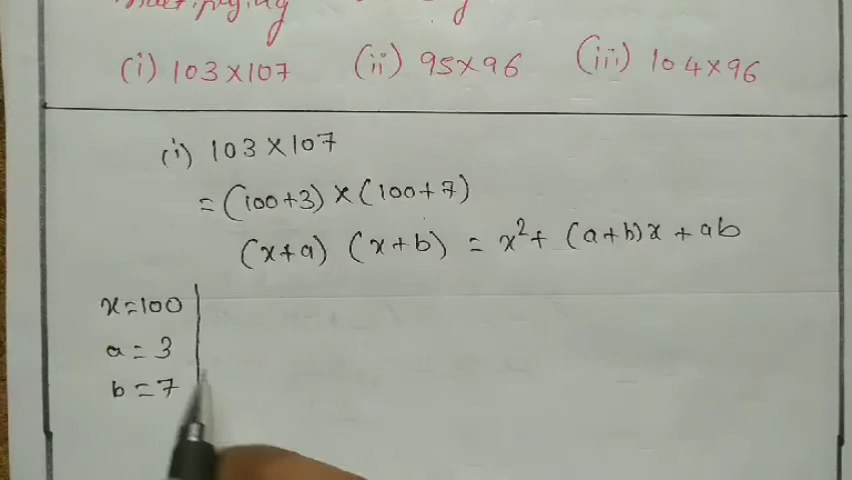 (i) 103×107 (ii) 95×96 (iii) 104×96
(i) 103×107
=(100+3)×(100+7)
(x+a) (x+b) = x²+ (a+b)x + ab
x=100
a = 3
b = 7